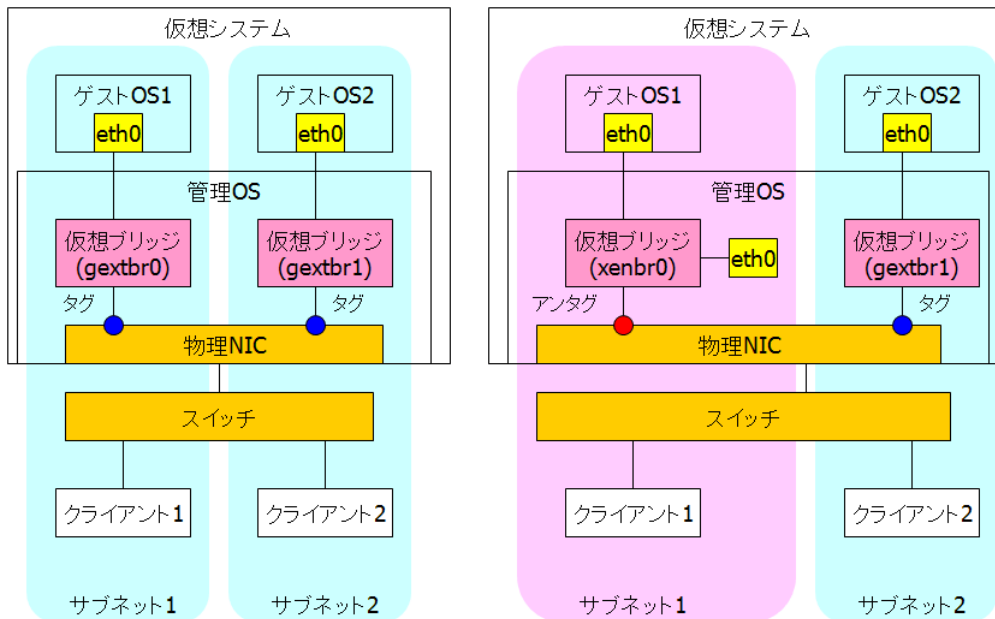 仮想システム
ゲストOS1
eth0
ゲストOS2
eth0
管理OS
仮想ブリッジ
(gextbr0)
仮想ブリッジ
(gextbr1)
タグ
タグ
物理NIC
スイッチ
クライアント1
クライアント2
サブネット1
サブネット2
仮想システム
ゲストOS1
eth0
ゲストOS2
eth0
管理OS
仮想ブリッジ
(xenbr0)
eth0
仮想ブリッジ
(gextbr1)
アンタグ
タグ
物理NIC
スイッチ
クライアント1
クライアント2
サブネット1
サブネット2